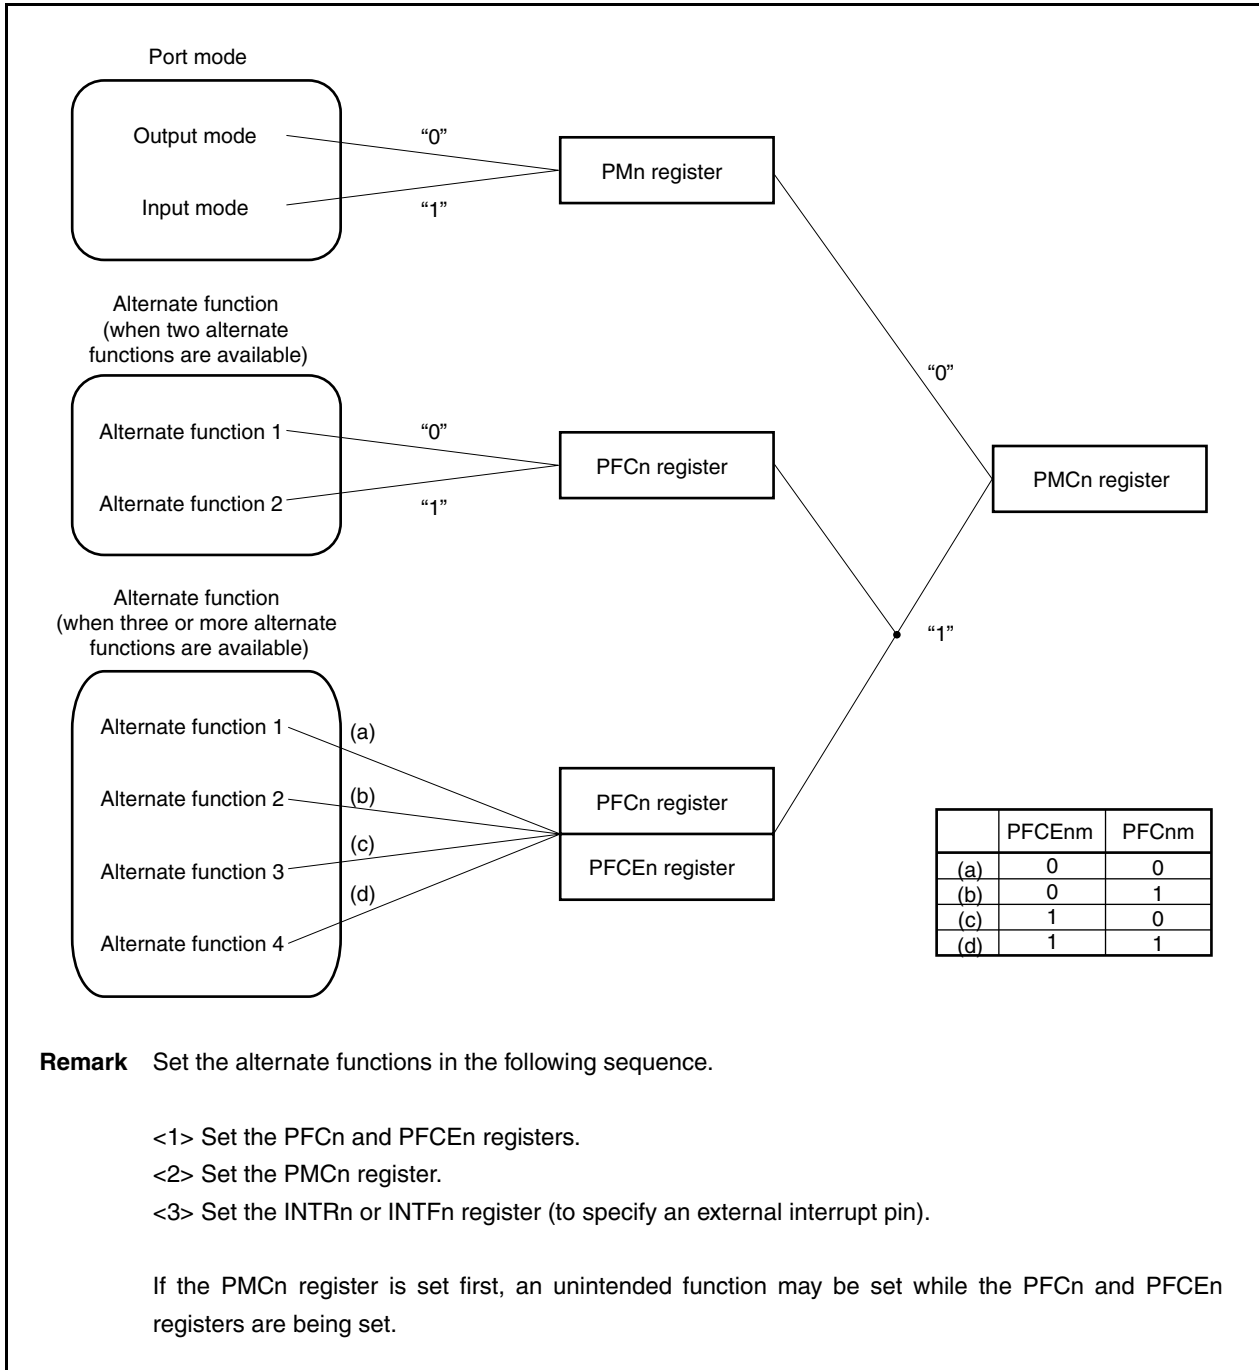 Port mode
Output mode
Input mode
“0”
“1”
PMn register
Alternate function
(when two alternate
functions are available)
Alternate function 1
Alternate function 2
“0”
“1”
PFCn register
“0”
PMCn register
Alternate function
(when three or more alternate
functions are available)
“1”
Alternate function 1
Alternate function 2
Alternate function 3
Alternate function 4
(a)
(b)
(c)
(d)
PFCn register
PFCEn register
PFCEnm PFCnm
(a) 0 0
(b) 0 1
(c) 1 0
(d) 1 1
Remark Set the alternate functions in the following sequence.
<1> Set the PFCn and PFCEn registers.
<2> Set the PMCn register.
<3> Set the INTRn or INTFn register (to specify an external interrupt pin).
If the PMCn register is set first, an unintended function may be set while the PFCn and PFCEn
registers are being set.